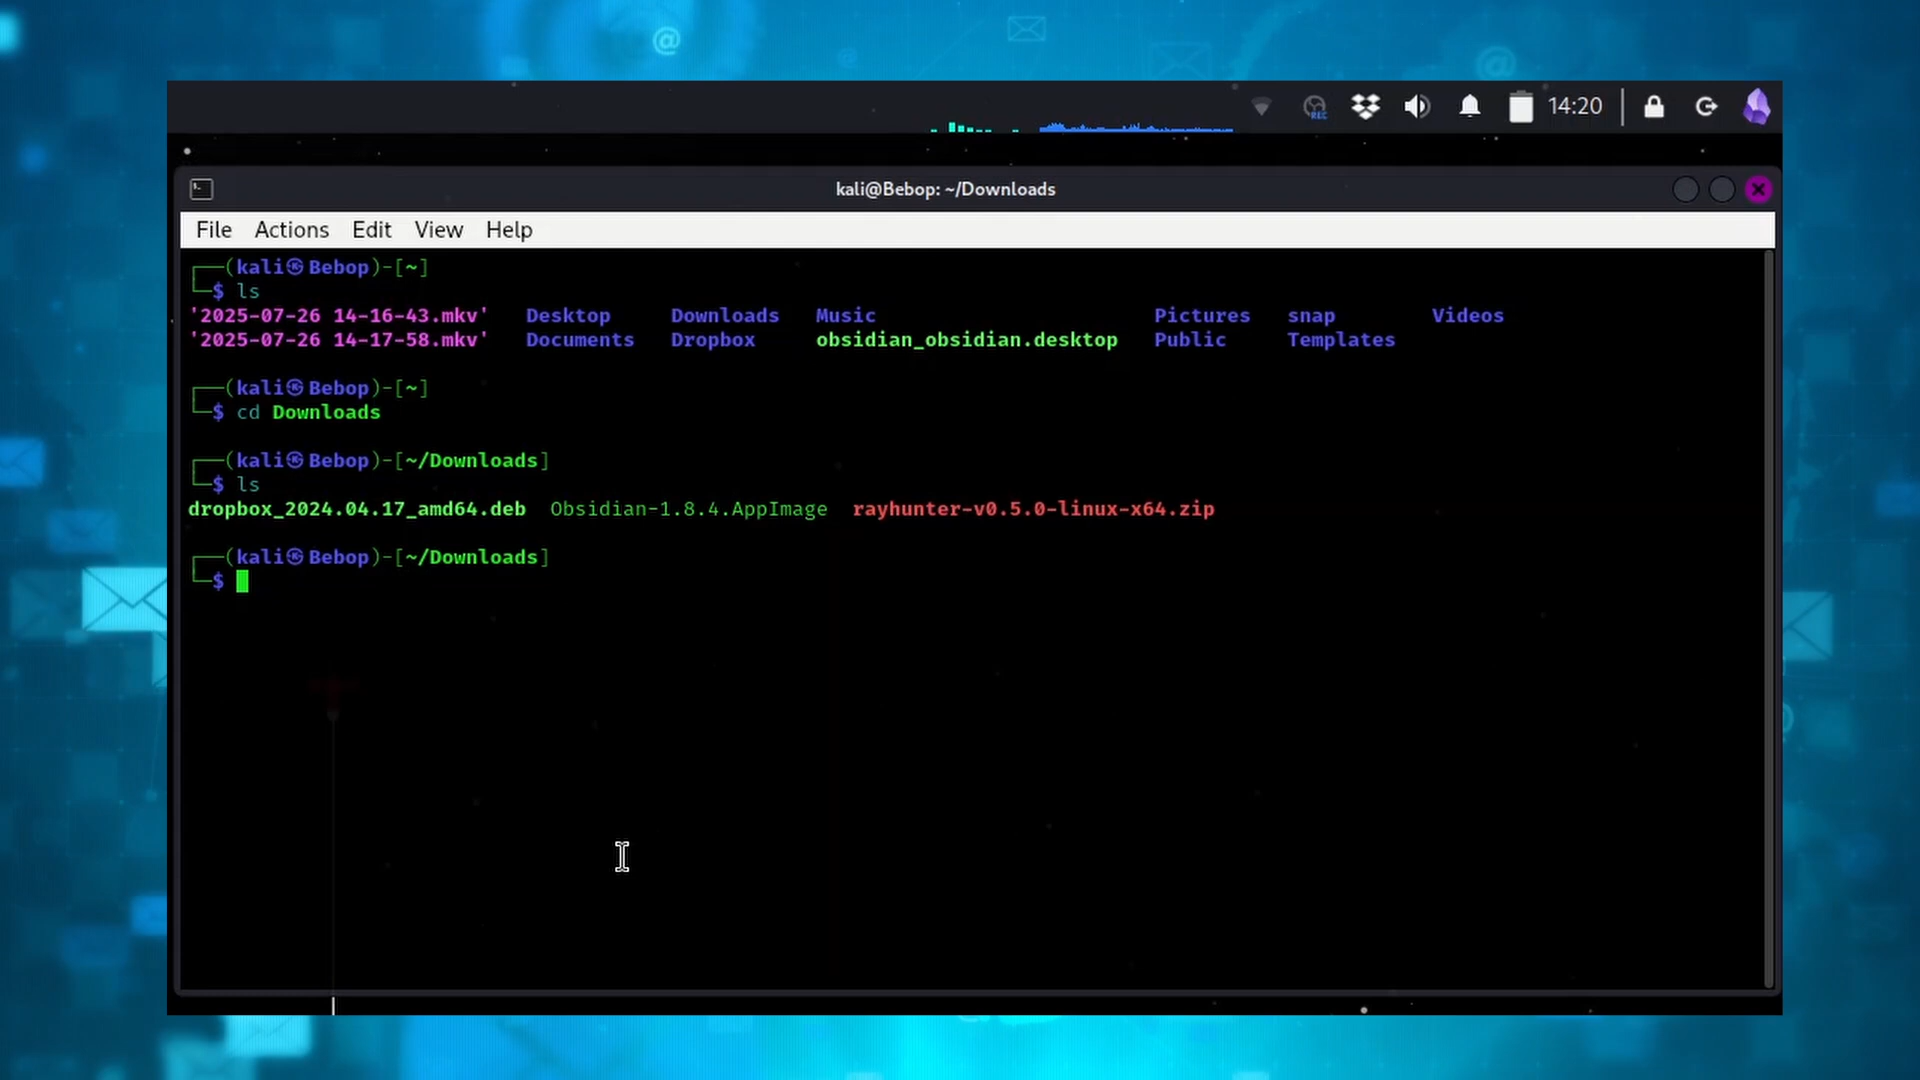 REC
14:20
kali@Bebop: ~/Downloads
File Actions Edit View Help
┌──(kali㉿Bebop)-[~]
└─$ ls
'2025-07-26 14-16-43.mkv' Desktop Downloads Music Pictures snap Videos
'2025-07-26 14-17-58.mkv' Documents Dropbox obsidian_obsidian.desktop Public Templates
┌──(kali㉿Bebop)-[~]
└─$ cd Downloads
┌──(kali㉿Bebop)-[~/Downloads]
└─$ ls
dropbox_2024.04.17_amd64.deb Obsidian-1.8.4.AppImage rayhunter-v0.5.0-linux-x64.zip
┌──(kali㉿Bebop)-[~/Downloads]
└─$